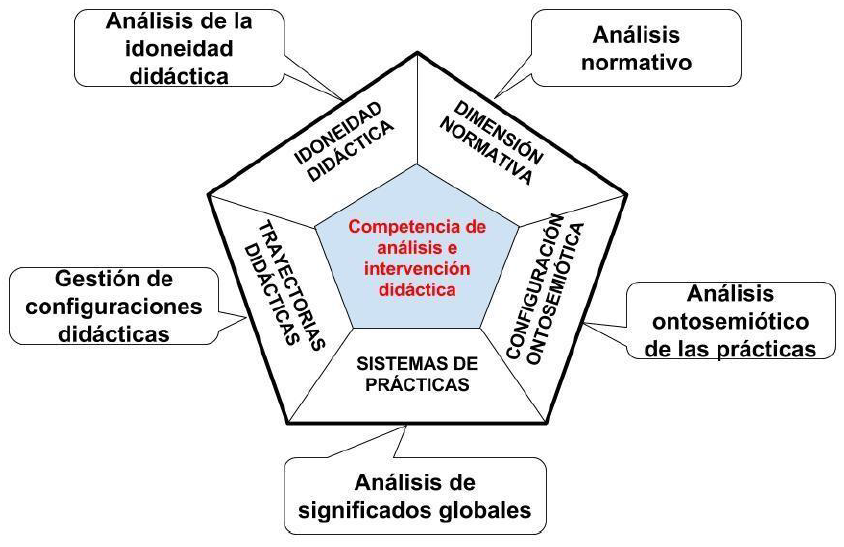 Análisis de la
idoneidad
didáctica
Análisis
normativo
IDONEIDAD
DIDÁCTICA
DIMENSIÓN
NORMATIVA
Competencia de
análisis e
intervención
didáctica
TRAYECTORIAS
DIDÁCTICAS
CONFIGURACIÓN
ONTOSEMIÓTICA
Gestión de
configuraciones
didácticas
Análisis
ontosemiótico
de las prácticas
SISTEMAS DE
PRÁCTICAS
Análisis de
significados globales